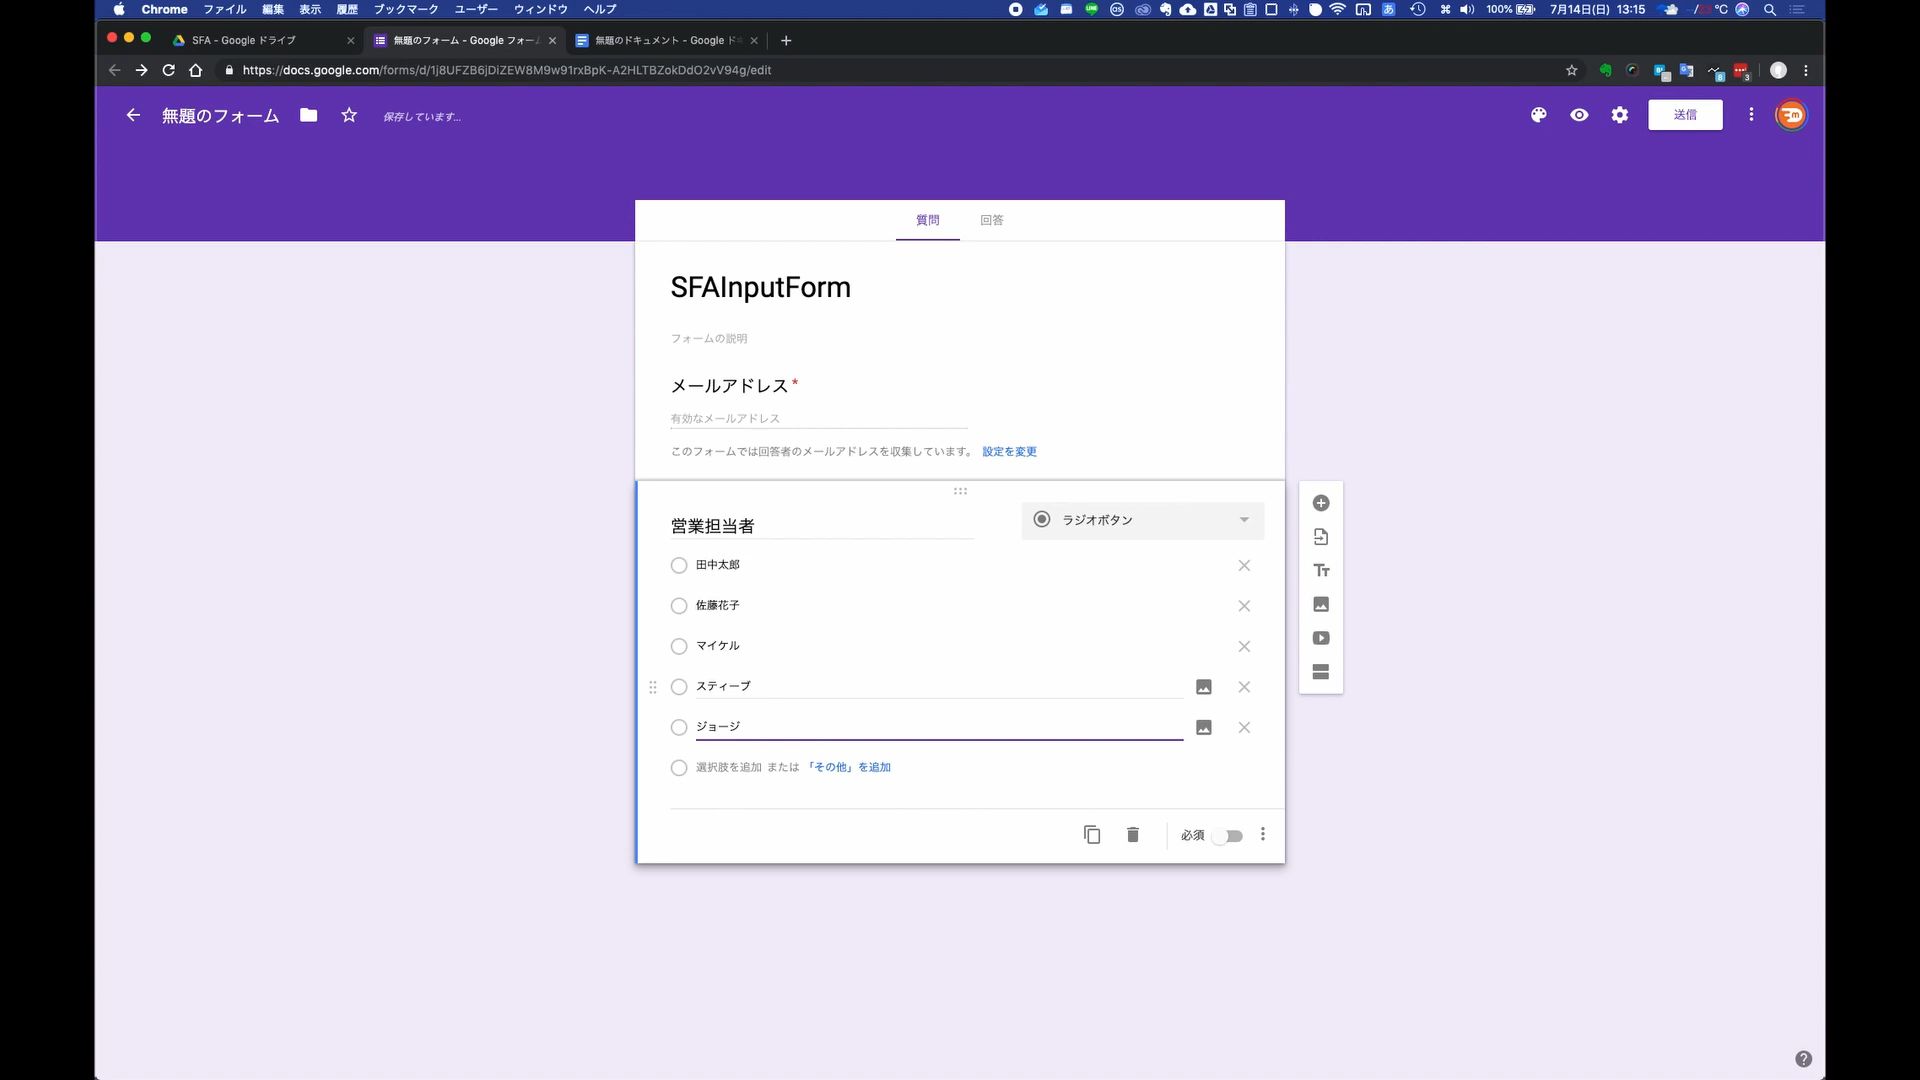 Chrome ファイル 編集 表示 履歴 ブックマーク ユーザー ウィンドウ ヘルプ 100% 7月14日(日) 13:15
SFA - Google ドライブ
無題のフォーム - Google フォー
無題のドキュメント - Google ド
https://docs.google.com/forms/d/1j8UFZB6jDiZEW8M9w91rxBpK-A2HLTBZokDdO2vV94g/edit
無題のフォーム 保存しています... 送信
質問 回答
SFAInputForm
フォームの説明
メールアドレス *
有効なメールアドレス
このフォームでは回答者のメールアドレスを収集しています。 設定を変更
営業担当者 ラジオボタン
田中太郎
佐藤花子
マイケル
スティーブ
ジョージ
選択肢を追加 または 「その他」を追加
必須